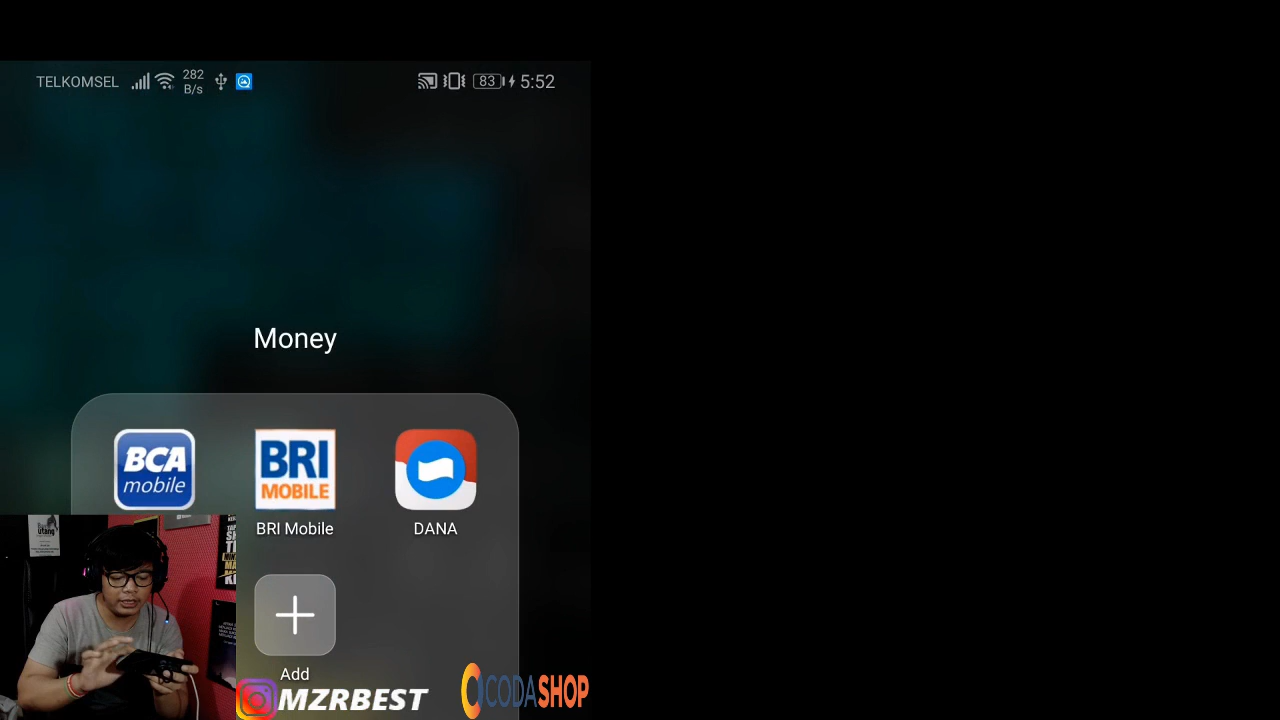 TELKOMSEL 282 B/s 83 5:52
Money
BCA mobile
BRI MOBILE
BRI Mobile
DANA
Add
MZRBEST
CODASHOP